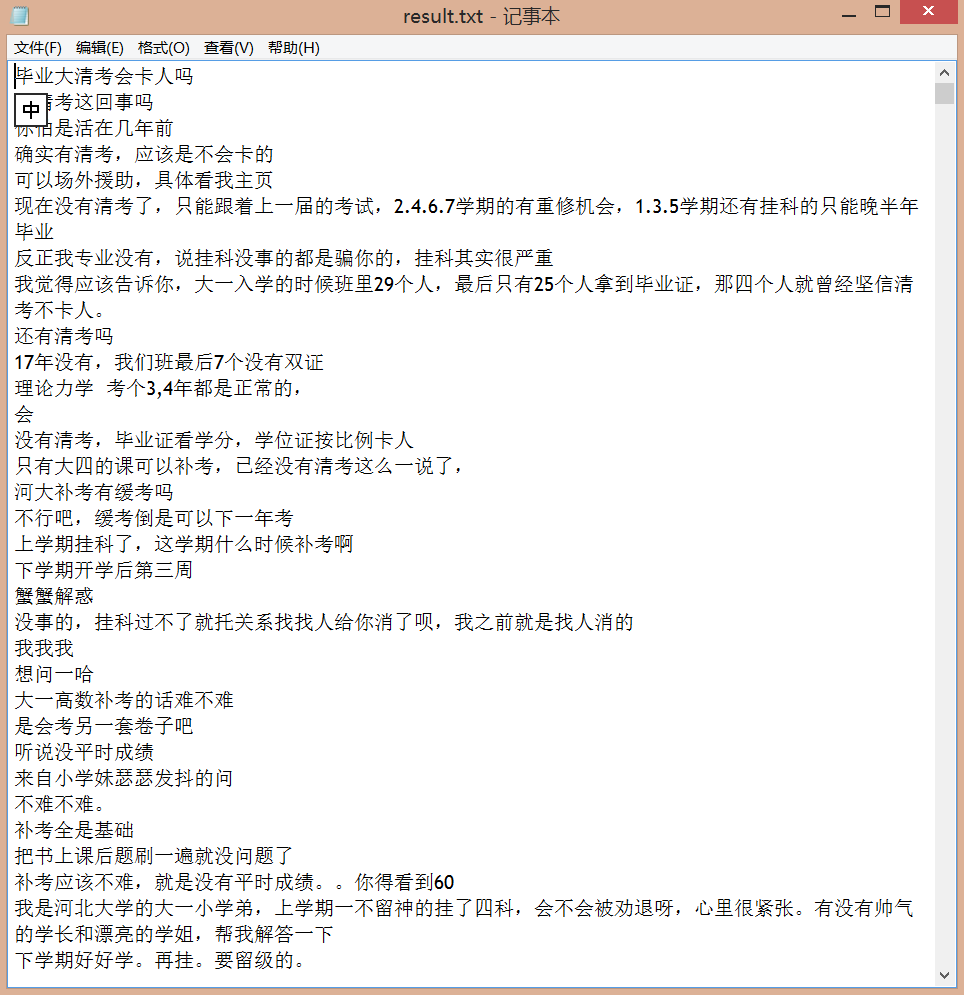 result.txt - 记事本
文件(F) 编辑(E) 格式(O) 查看(V) 帮助(H)
毕业大清考会卡人吗
清考这回事吗
中
你怕是活在几年前
确实有清考，应该是不会卡的
可以场外援助，具体看我主页
现在没有清考了，只能跟着上一届的考试，2.4.6.7学期的有重修机会，1.3.5学期还有挂科的只能晚半年
毕业
反正我专业没有，说挂科没事的都是骗你的，挂科其实很严重
我觉得应该告诉你，大一入学的时候班里29个人，最后只有25个人拿到毕业证，那四个人就曾经坚信清
考不卡人。
还有清考吗
17年没有，我们班最后7个没有双证
理论力学 考个3,4年都是正常的，
会
没有清考，毕业证看学分，学位证按比例卡人
只有大四的课可以补考，已经没有清考这么一说了，
河大补考有缓考吗
不行吧，缓考倒是可以下一年考
上学期挂科了，这学期什么时候补考啊
下学期开学后第三周
蟹蟹解惑
没事的，挂科过不了就托关系找找人给你消了呗，我之前就是找人消的
我我我
想问一哈
大一高数补考的话难不难
是会考另一套卷子吧
听说没平时成绩
来自小学妹瑟瑟发抖的问
不难不难。
补考全是基础
把书上课后题刷一遍就没问题了
补考应该不难，就是没有平时成绩。。你得看到60
我是河北大学的大一小学弟，上学期一不留神的挂了四科，会不会被劝退呀，心里很紧张。有没有帅气
的学长和漂亮的学姐，帮我解答一下
下学期好好学。再挂。要留级的。